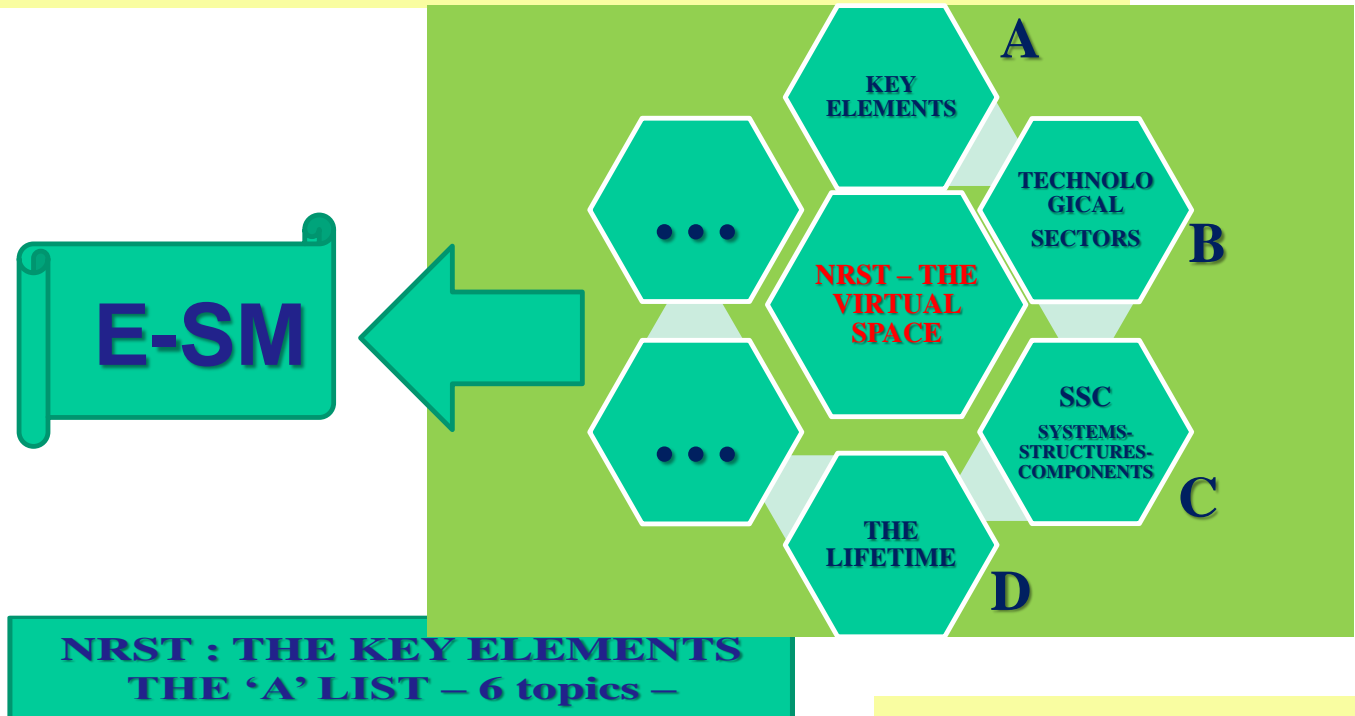 A
KEY
ELEMENTS
TECHNOLO
GICAL
SECTORS
B
• • •
NRST – THE
VIRTUAL
SPACE
E-SM
SSC
SYSTEMS-
STRUCTURES-
COMPONENTS
C
• • •
THE
LIFETIME
D
NRST : THE KEY ELEMENTS
THE ‘A’ LIST – 6 topics –